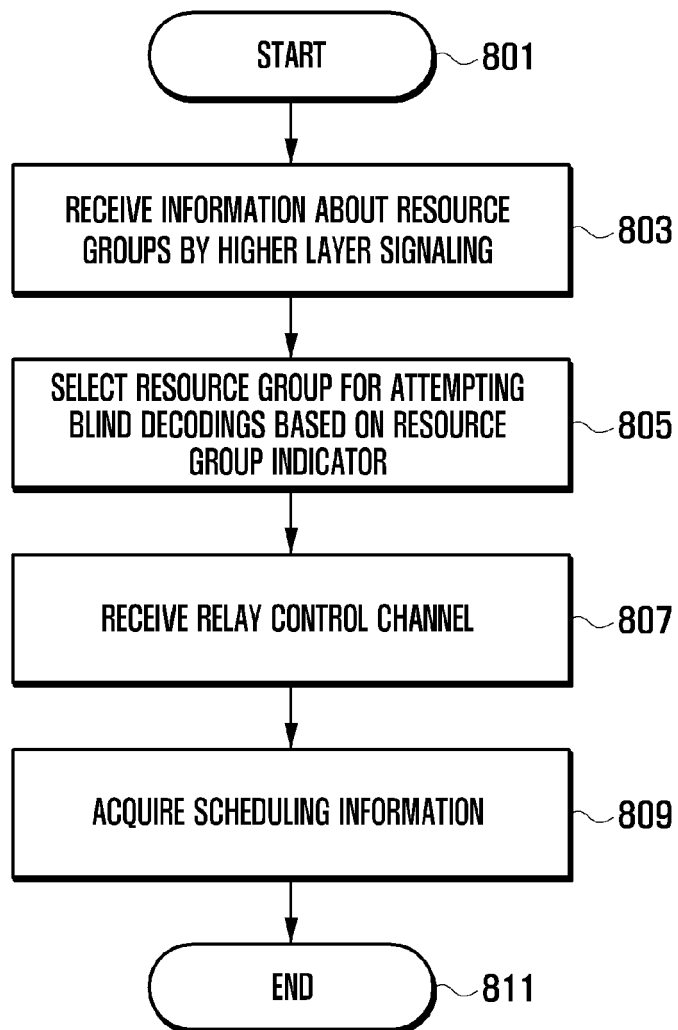 START
801
RECEIVE INFORMATION ABOUT RESOURCE
GROUPS BY HIGHER LAYER SIGNALING
803
SELECT RESOURCE GROUP FOR ATTEMPTING
BLIND DECODINGS BASED ON RESOURCE
GROUP INDICATOR
805
RECEIVE RELAY CONTROL CHANNEL
807
ACQUIRE SCHEDULING INFORMATION
809
END
811